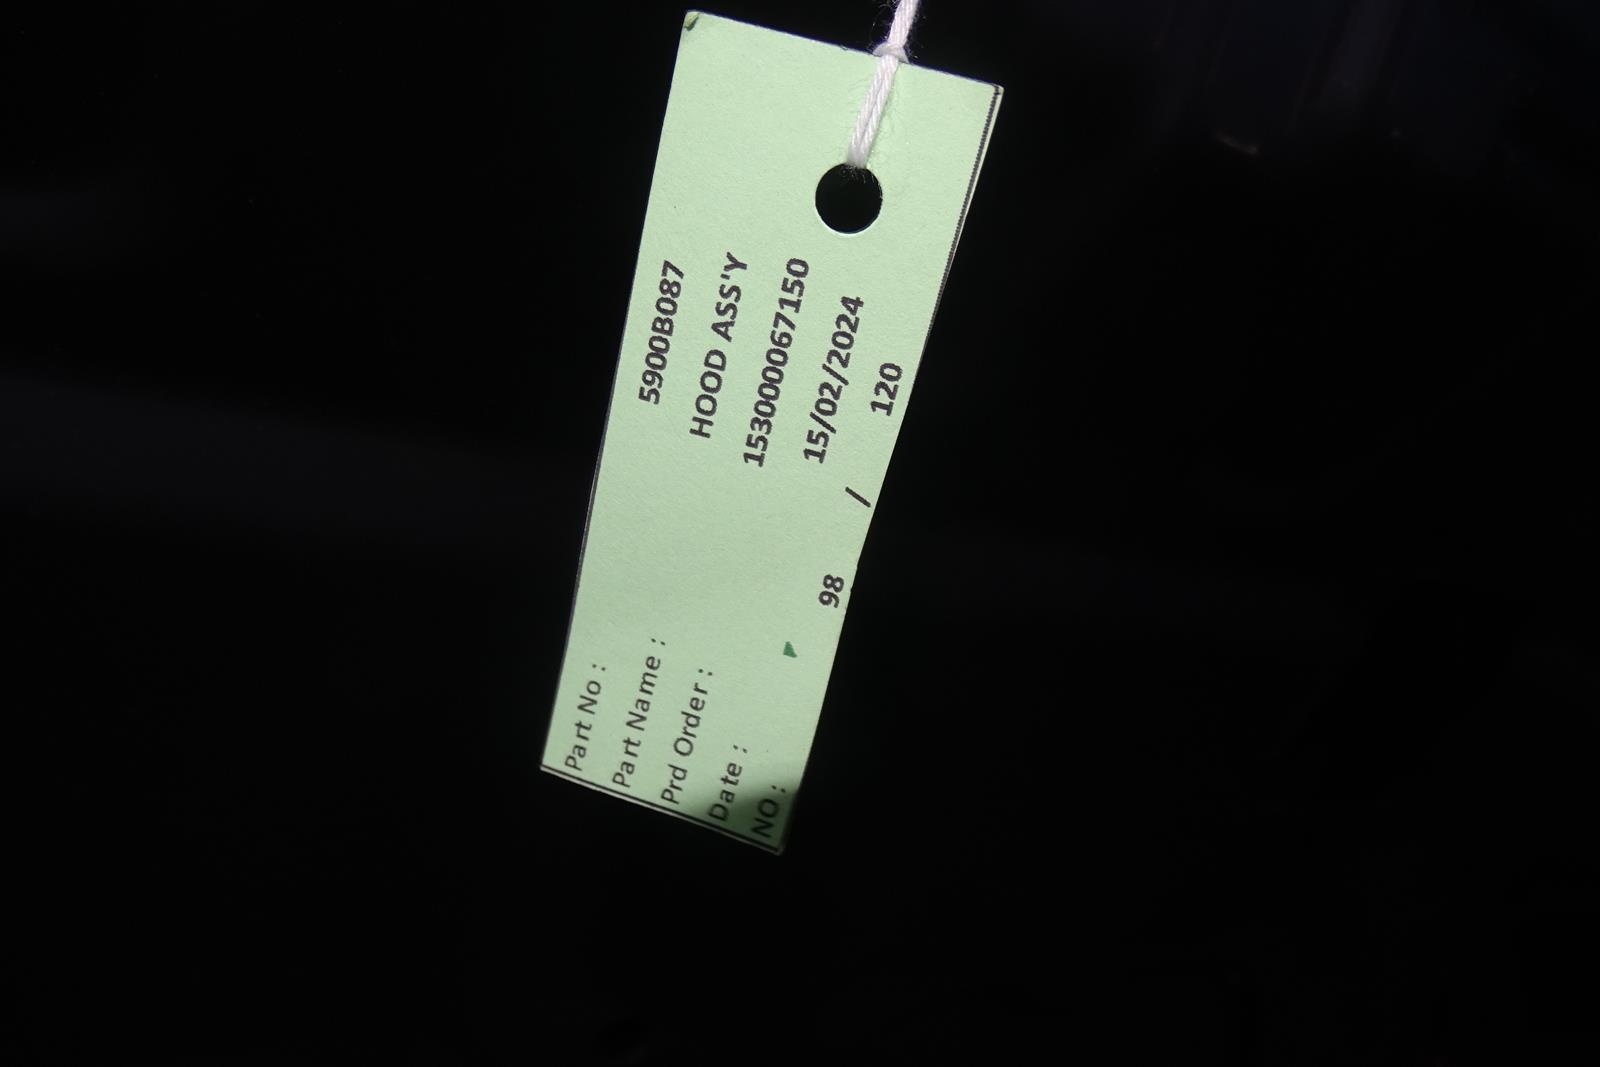 Part No : 5900B087
Part Name : HOOD ASS'Y
Prd Order : 153000067150
Date : 15/02/2024
NO : 98 / 120